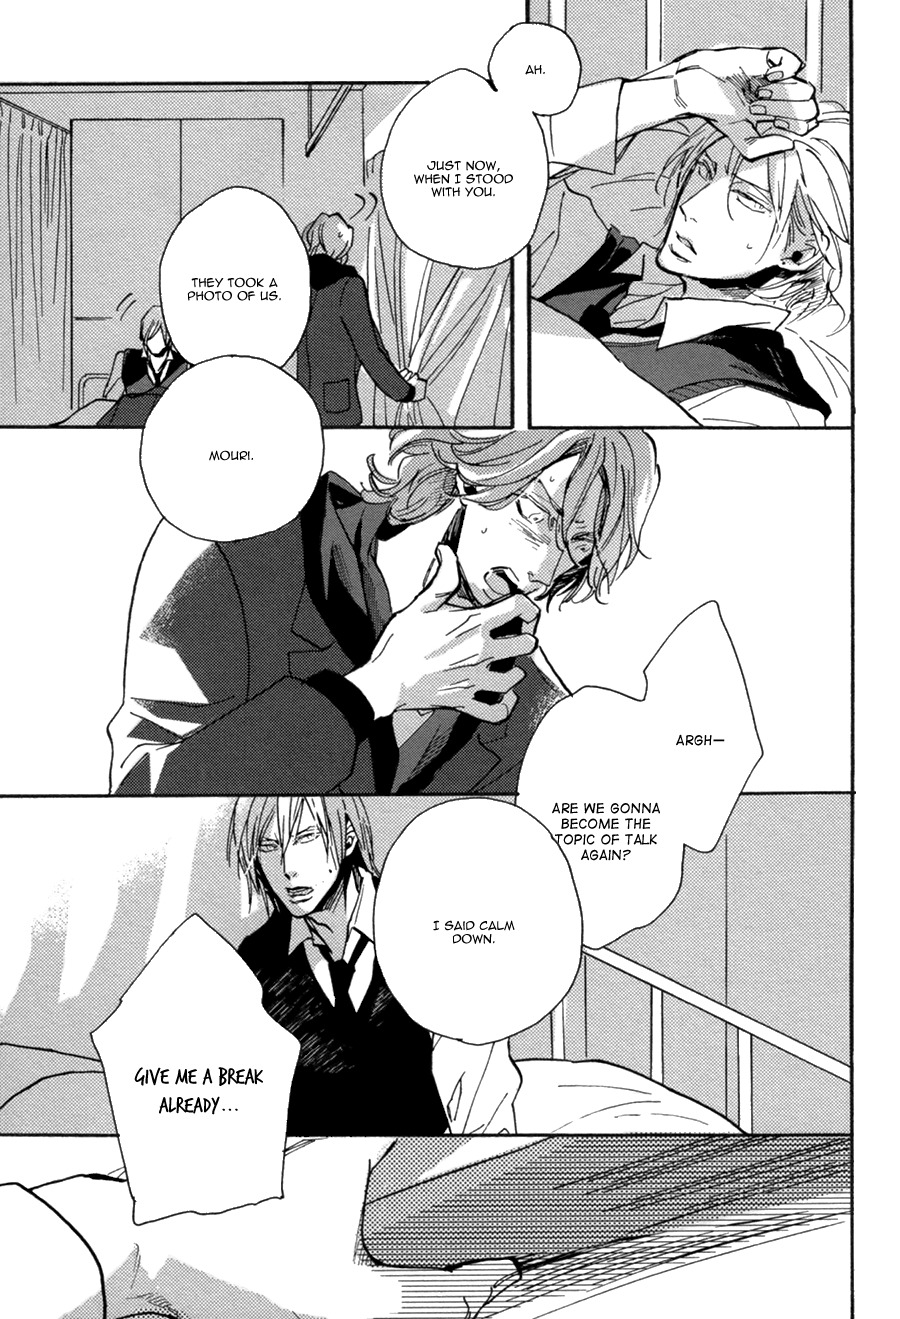 AH.
JUST NOW,
WHEN I STOOD
WITH YOU.
THEY TOOK A
PHOTO OF US.
MOURI.
ARGH—
ARE WE GONNA
BECOME THE
TOPIC OF TALK
AGAIN?
I SAID CALM
DOWN.
GIVE ME A BREAK
ALREADY...